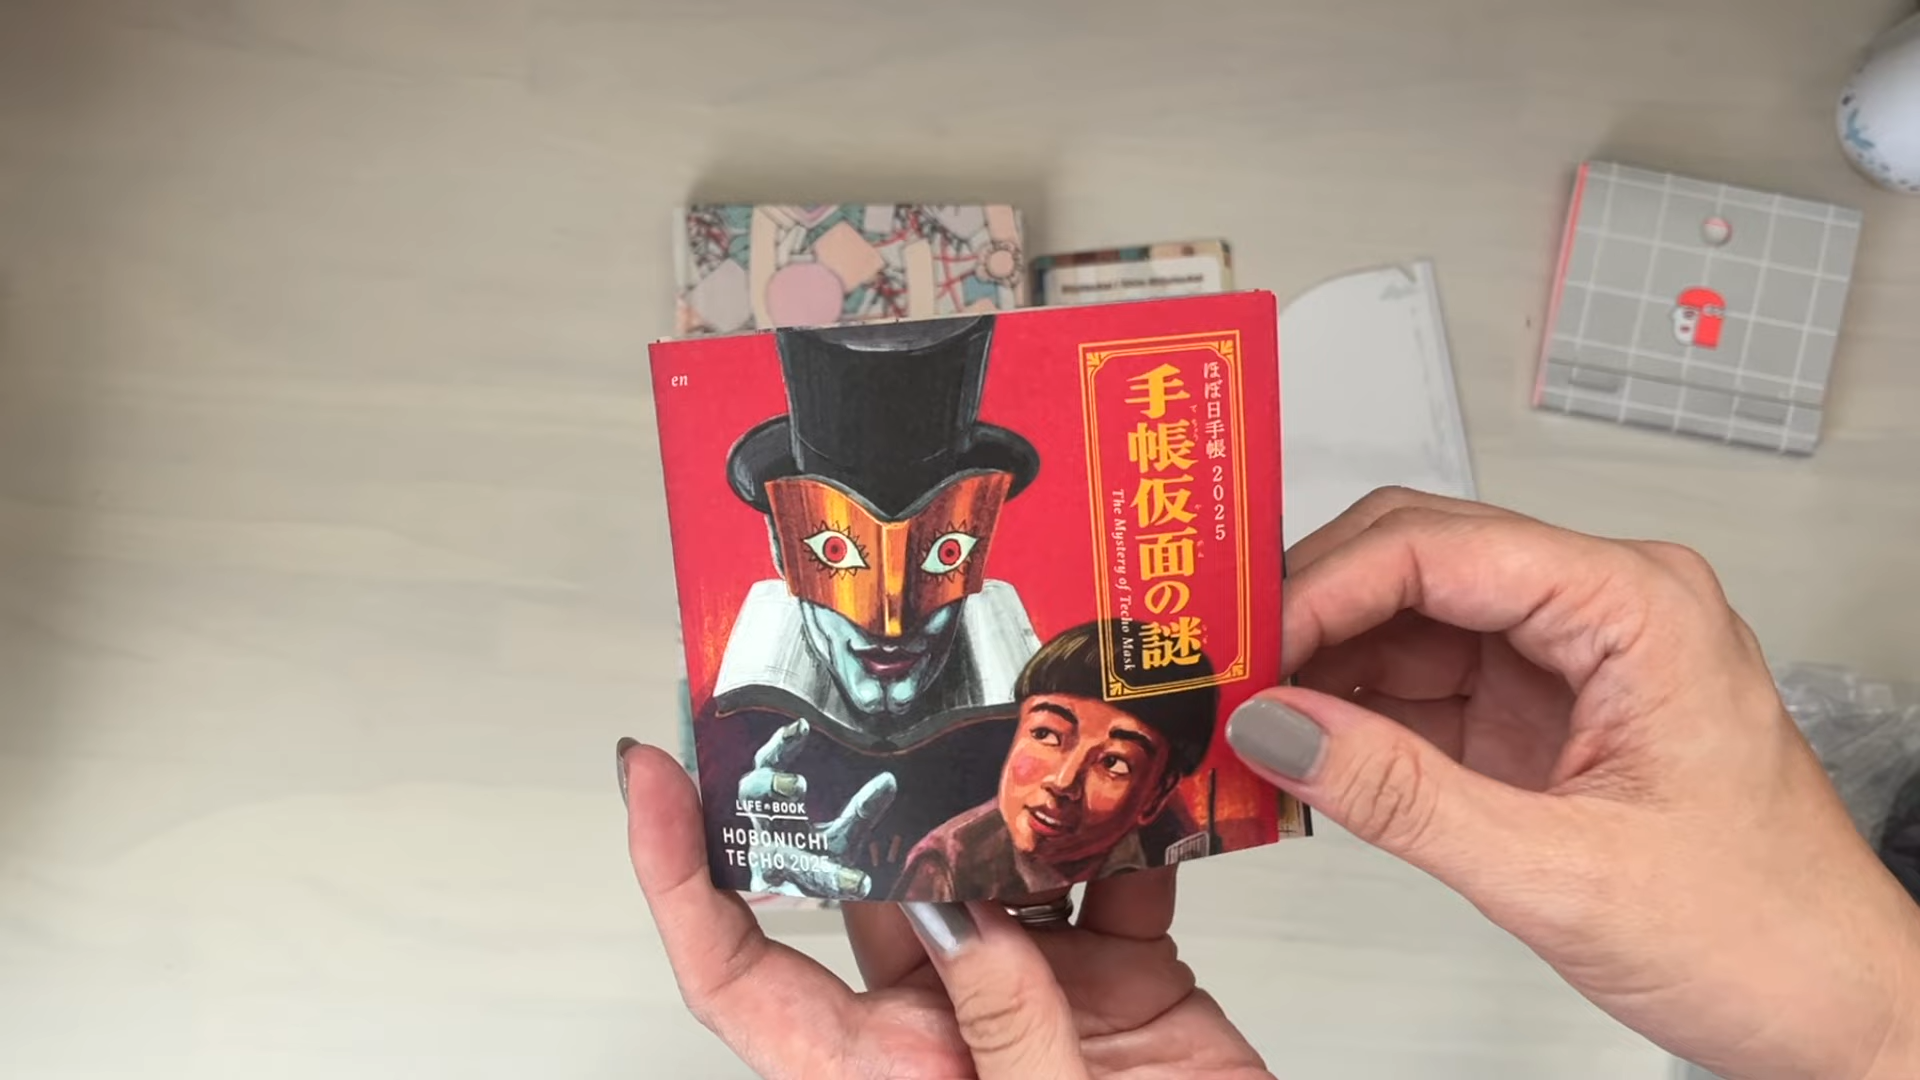 en
ほぼ日手帳 2025
手帳仮面の謎
The Mystery of Techo Mask
LIFE の BOOK
HOBONICHI
TECHO 2025